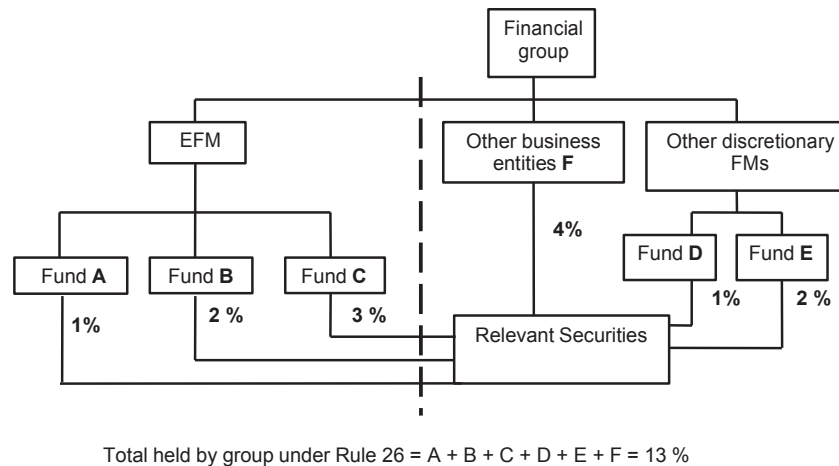 Financial
group
EFM
Other business
entities F
Other discretionary
FMs
4%
Fund A
Fund B
Fund C
Fund D
Fund E
1%
2 %
3 %
1%
2 %
Relevant Securities
Total held by group under Rule 26 = A + B + C + D + E + F = 13 %